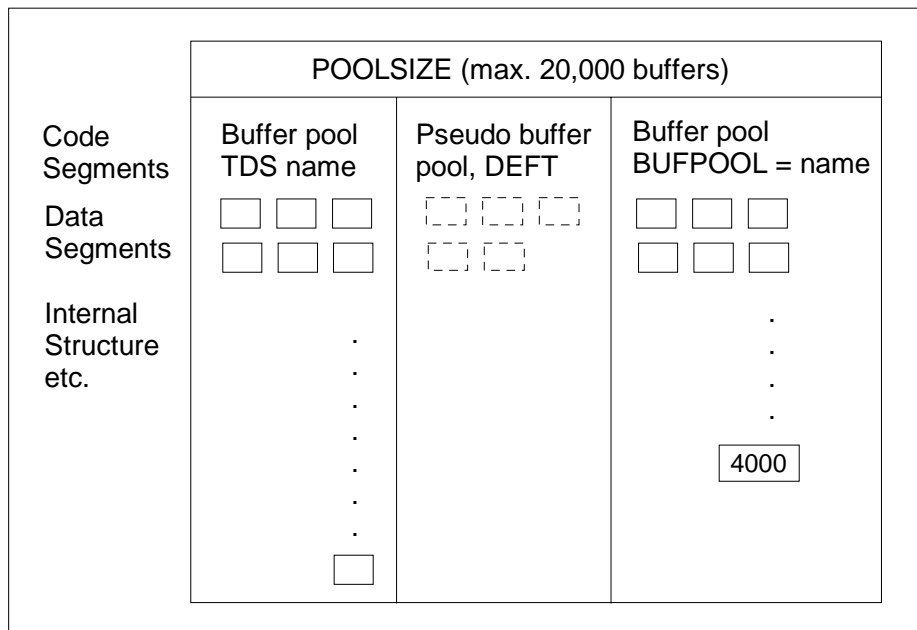 POOLSIZE (max. 20,000 buffers)
Code
Segments
Data
Segments
Internal
Structure
etc.
Buffer pool
TDS name
Pseudo buffer
pool, DEFT
Buffer pool
BUFPOOL = name
4000